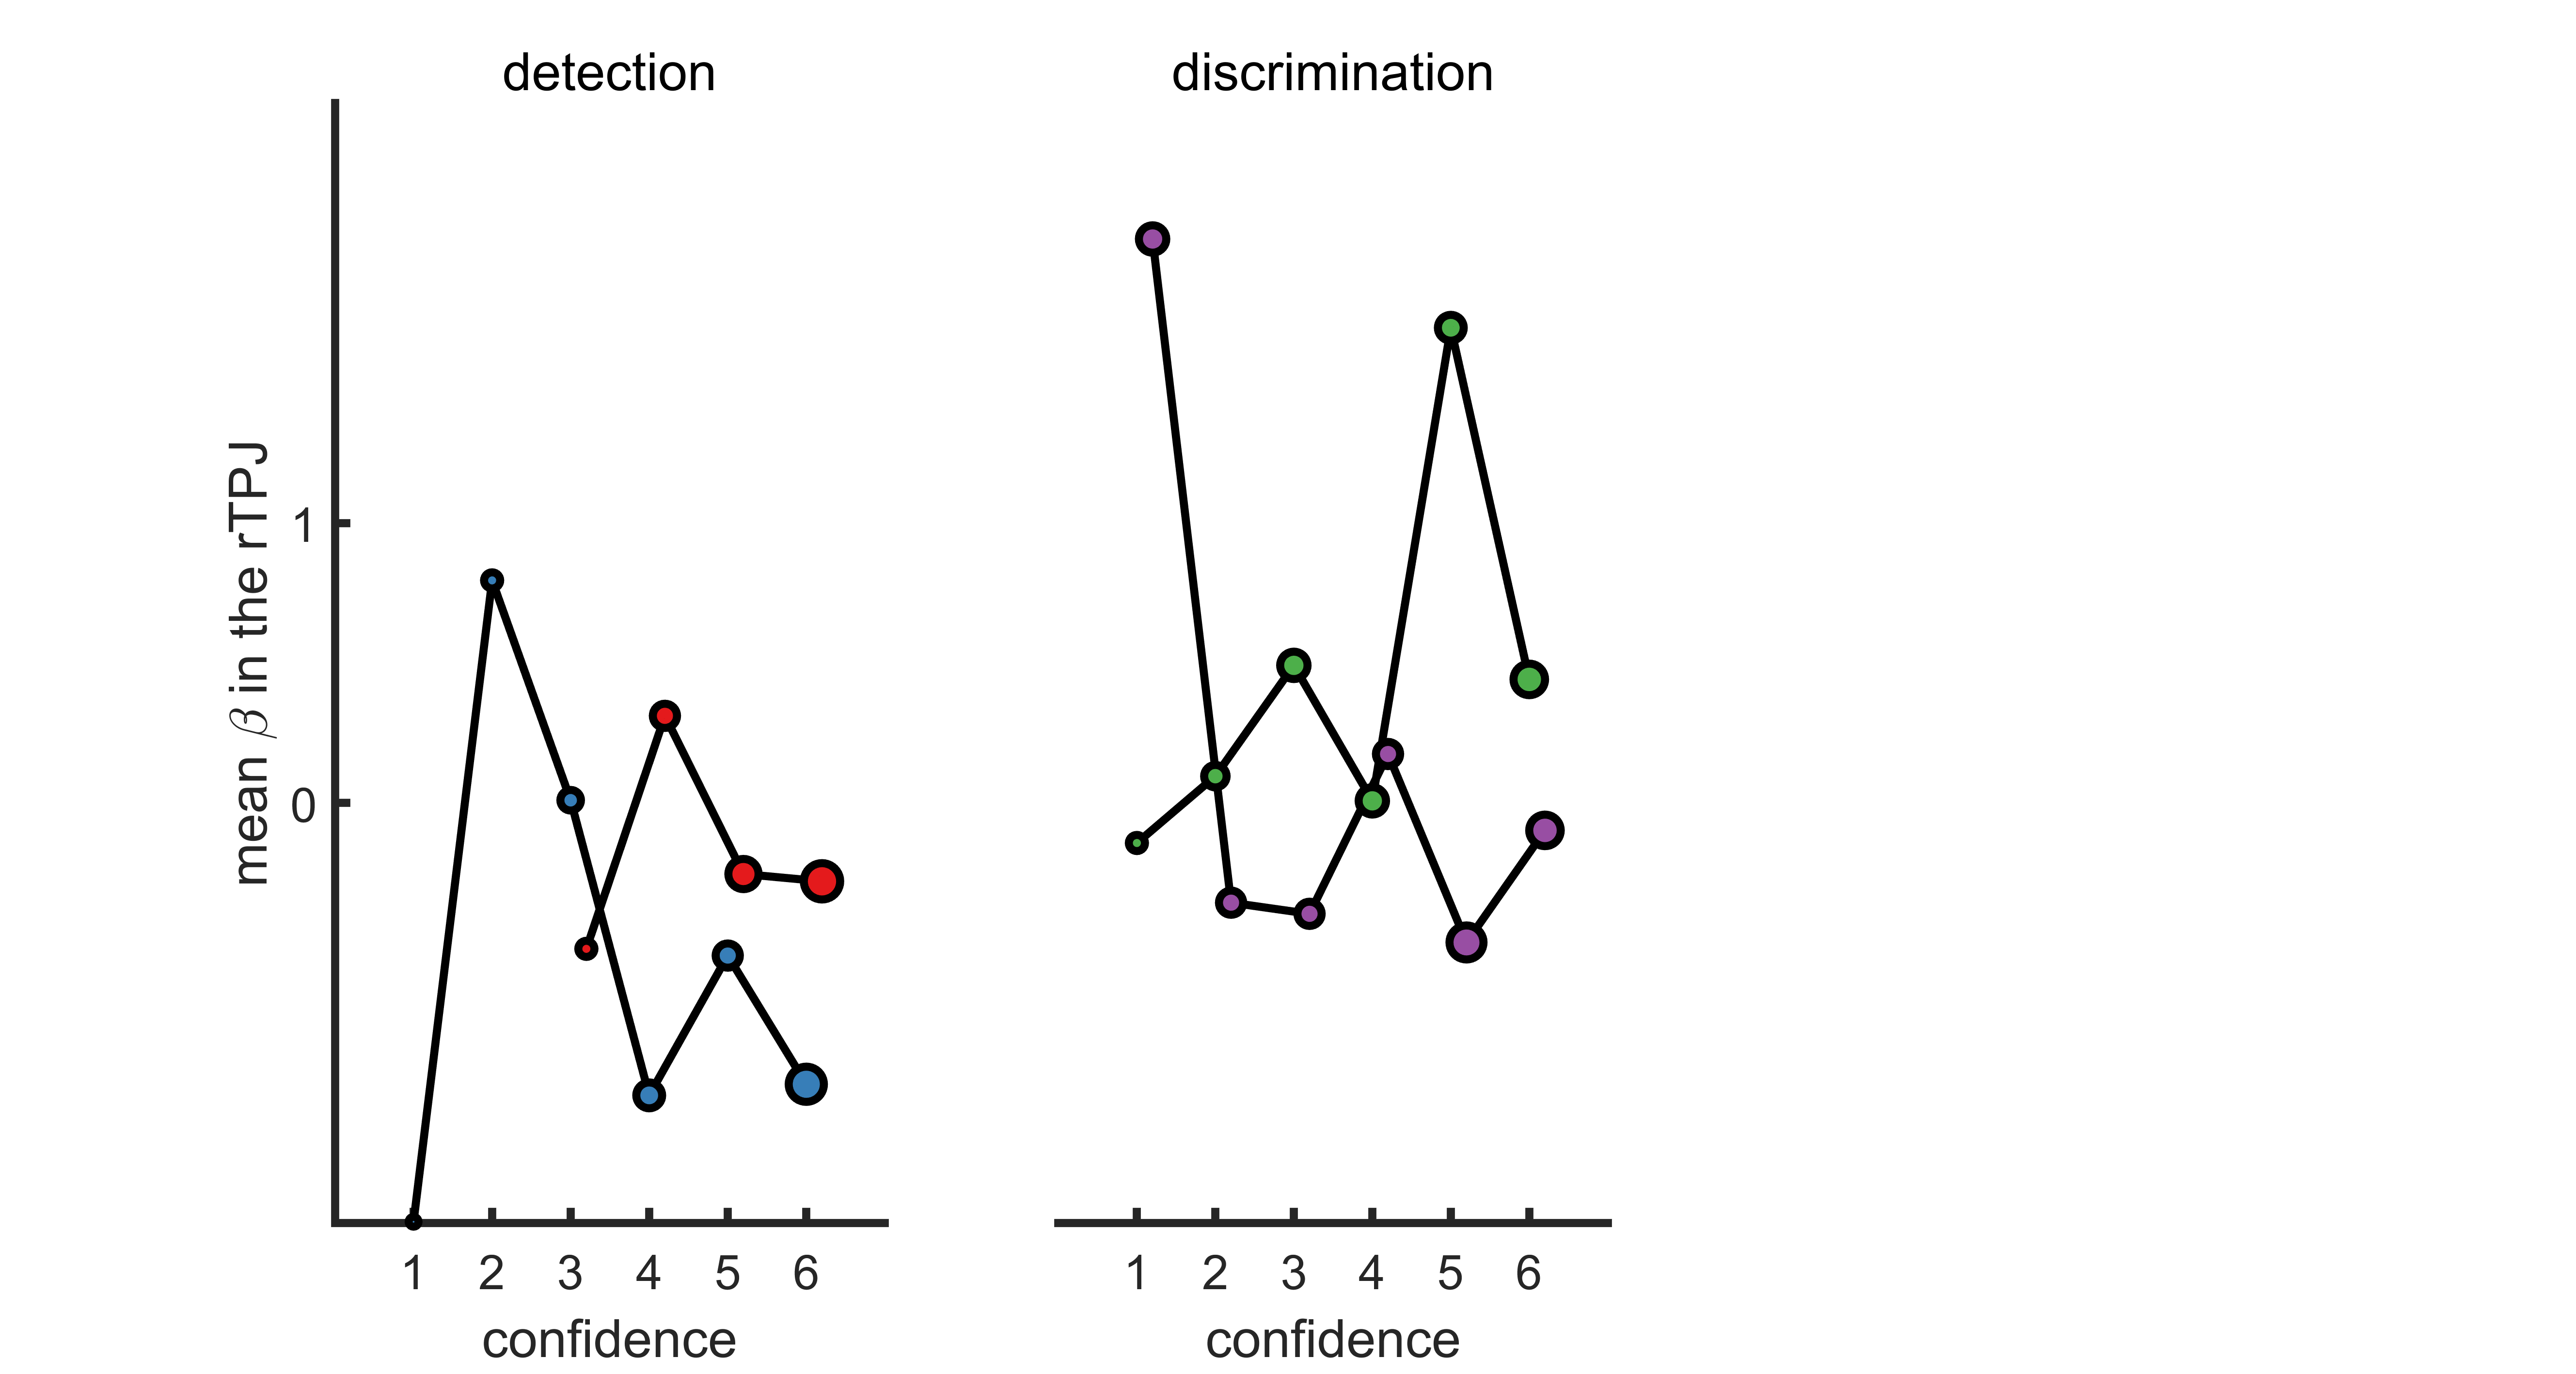 detection
discrimination
mean β in the rTPJ
1
0
1 2 3 4 5 6
1 2 3 4 5 6
confidence
confidence